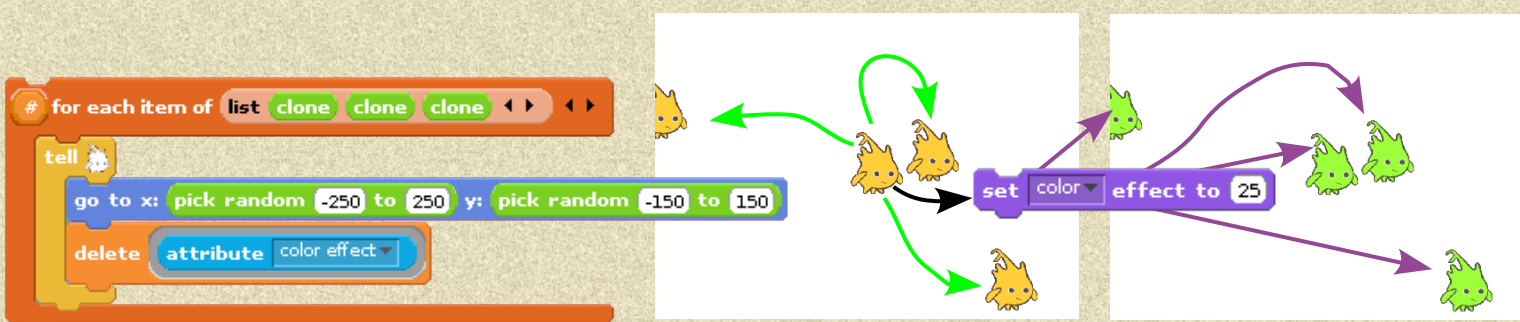 # for each item of list clone clone clone
tell
go to x: pick random -250 to 250 y: pick random -150 to 150
delete attribute color effect
set color effect to 25